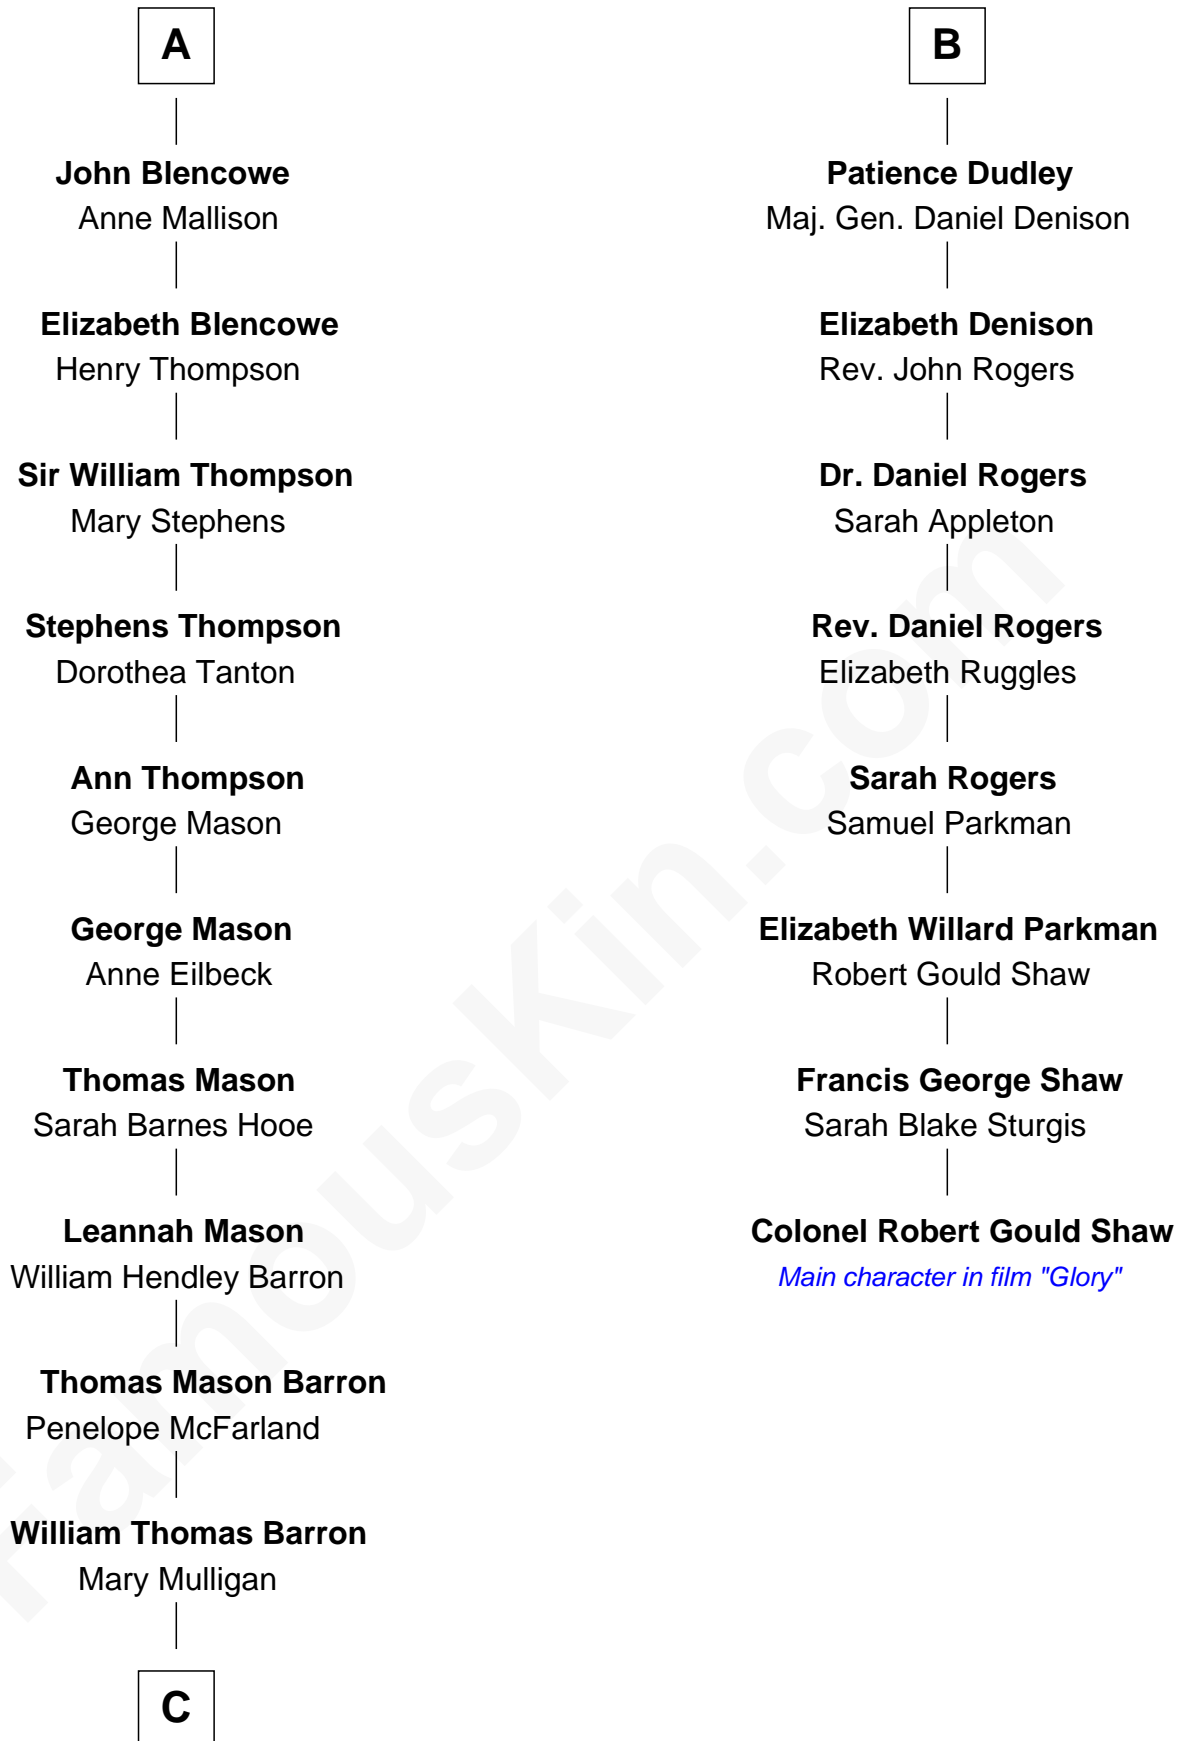 A
John Blencowe
Anne Mallison
Elizabeth Blencowe
Henry Thompson
Sir William Thompson
Mary Stephens
Stephens Thompson
Dorothea Tanton
Ann Thompson
George Mason
George Mason
Anne Eilbeck
Thomas Mason
Sarah Barnes Hooe
Leannah Mason
William Hendley Barron
Thomas Mason Barron
Penelope McFarland
William Thomas Barron
Mary Mulligan
C
B
Patience Dudley
Maj. Gen. Daniel Denison
Elizabeth Denison
Rev. John Rogers
Dr. Daniel Rogers
Sarah Appleton
Rev. Daniel Rogers
Elizabeth Ruggles
Sarah Rogers
Samuel Parkman
Elizabeth Willard Parkman
Robert Gould Shaw
Francis George Shaw
Sarah Blake Sturgis
Colonel Robert Gould Shaw
Main character in film "Glory"
FamousKin.com